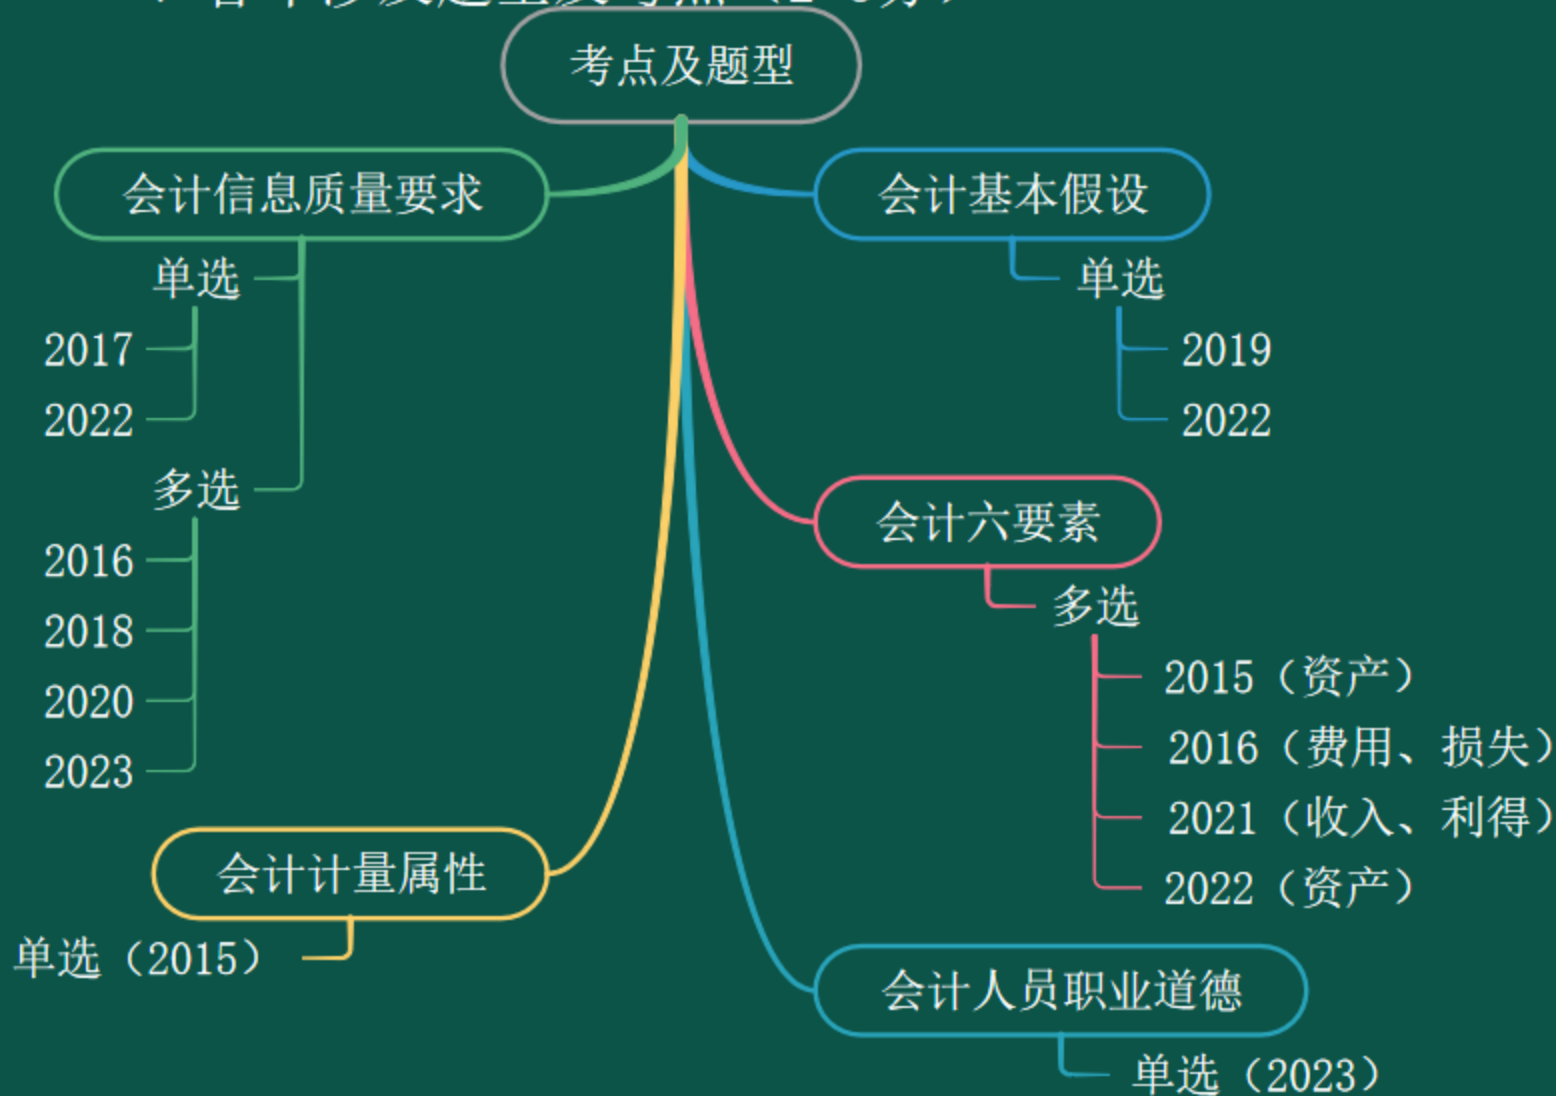 考点及题型
会计信息质量要求
单选
2017
2022
多选
2016
2018
2020
2023
会计计量属性
单选（2015）
会计基本假设
单选
2019
2022
会计六要素
多选
2015（资产）
2016（费用、损失）
2021（收入、利得）
2022（资产）
会计人员职业道德
单选（2023）